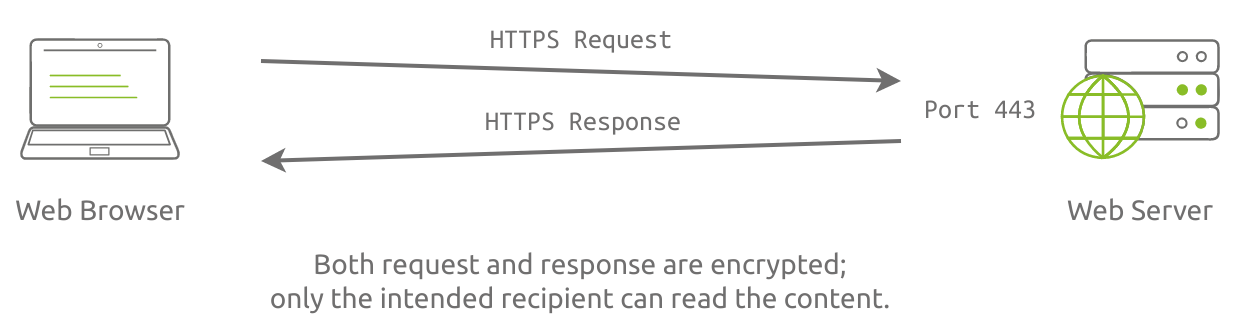 HTTPS Request
Port 443
HTTPS Response
Web Browser
Web Server
Both request and response are encrypted;
only the intended recipient can read the content.